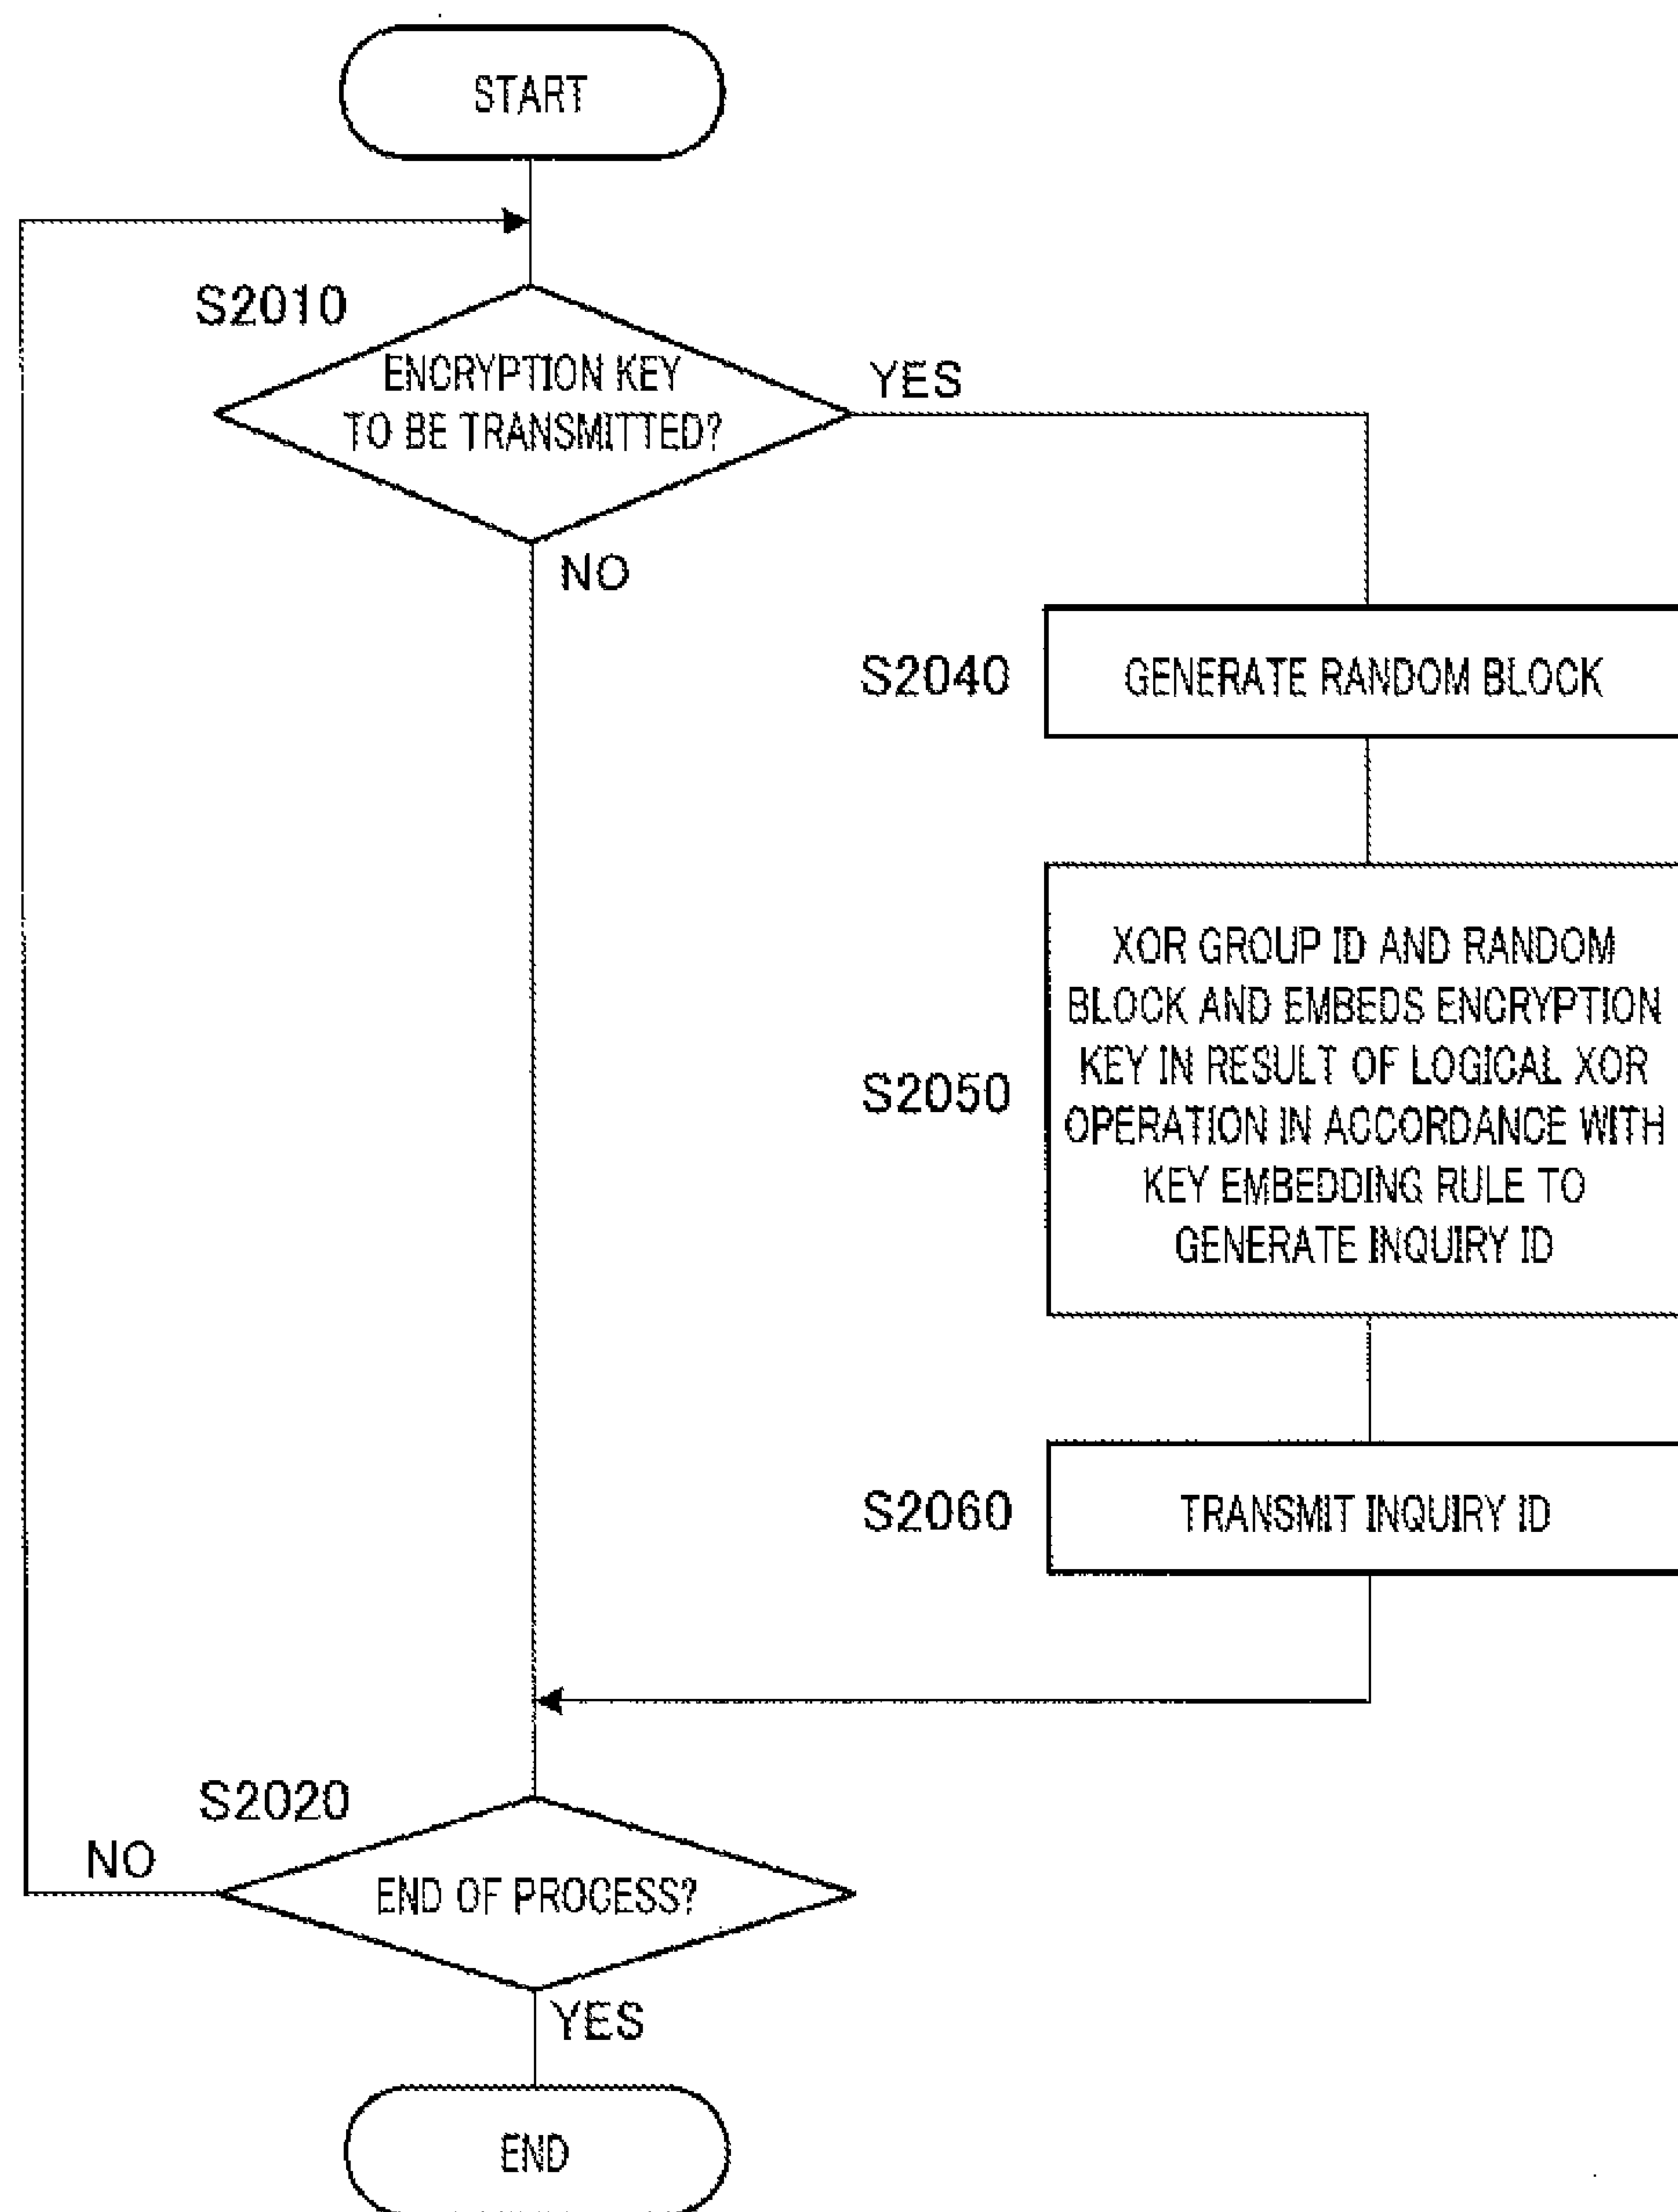 START
S2010
ENCRYPTION KEY
TO BE TRANSMITTED?
YES
NO
S2040
GENERATE RANDOM BLOCK
S2050
XOR GROUP ID AND RANDOM
BLOCK AND EMBEDS ENCRYPTION
KEY IN RESULT OF LOGICAL XOR
OPERATION IN ACCORDANCE WITH
KEY EMBEDDING RULE TO
GENERATE INQUIRY ID
S2060
TRANSMIT INQUIRY ID
S2020
NO
END OF PROCESS?
YES
END